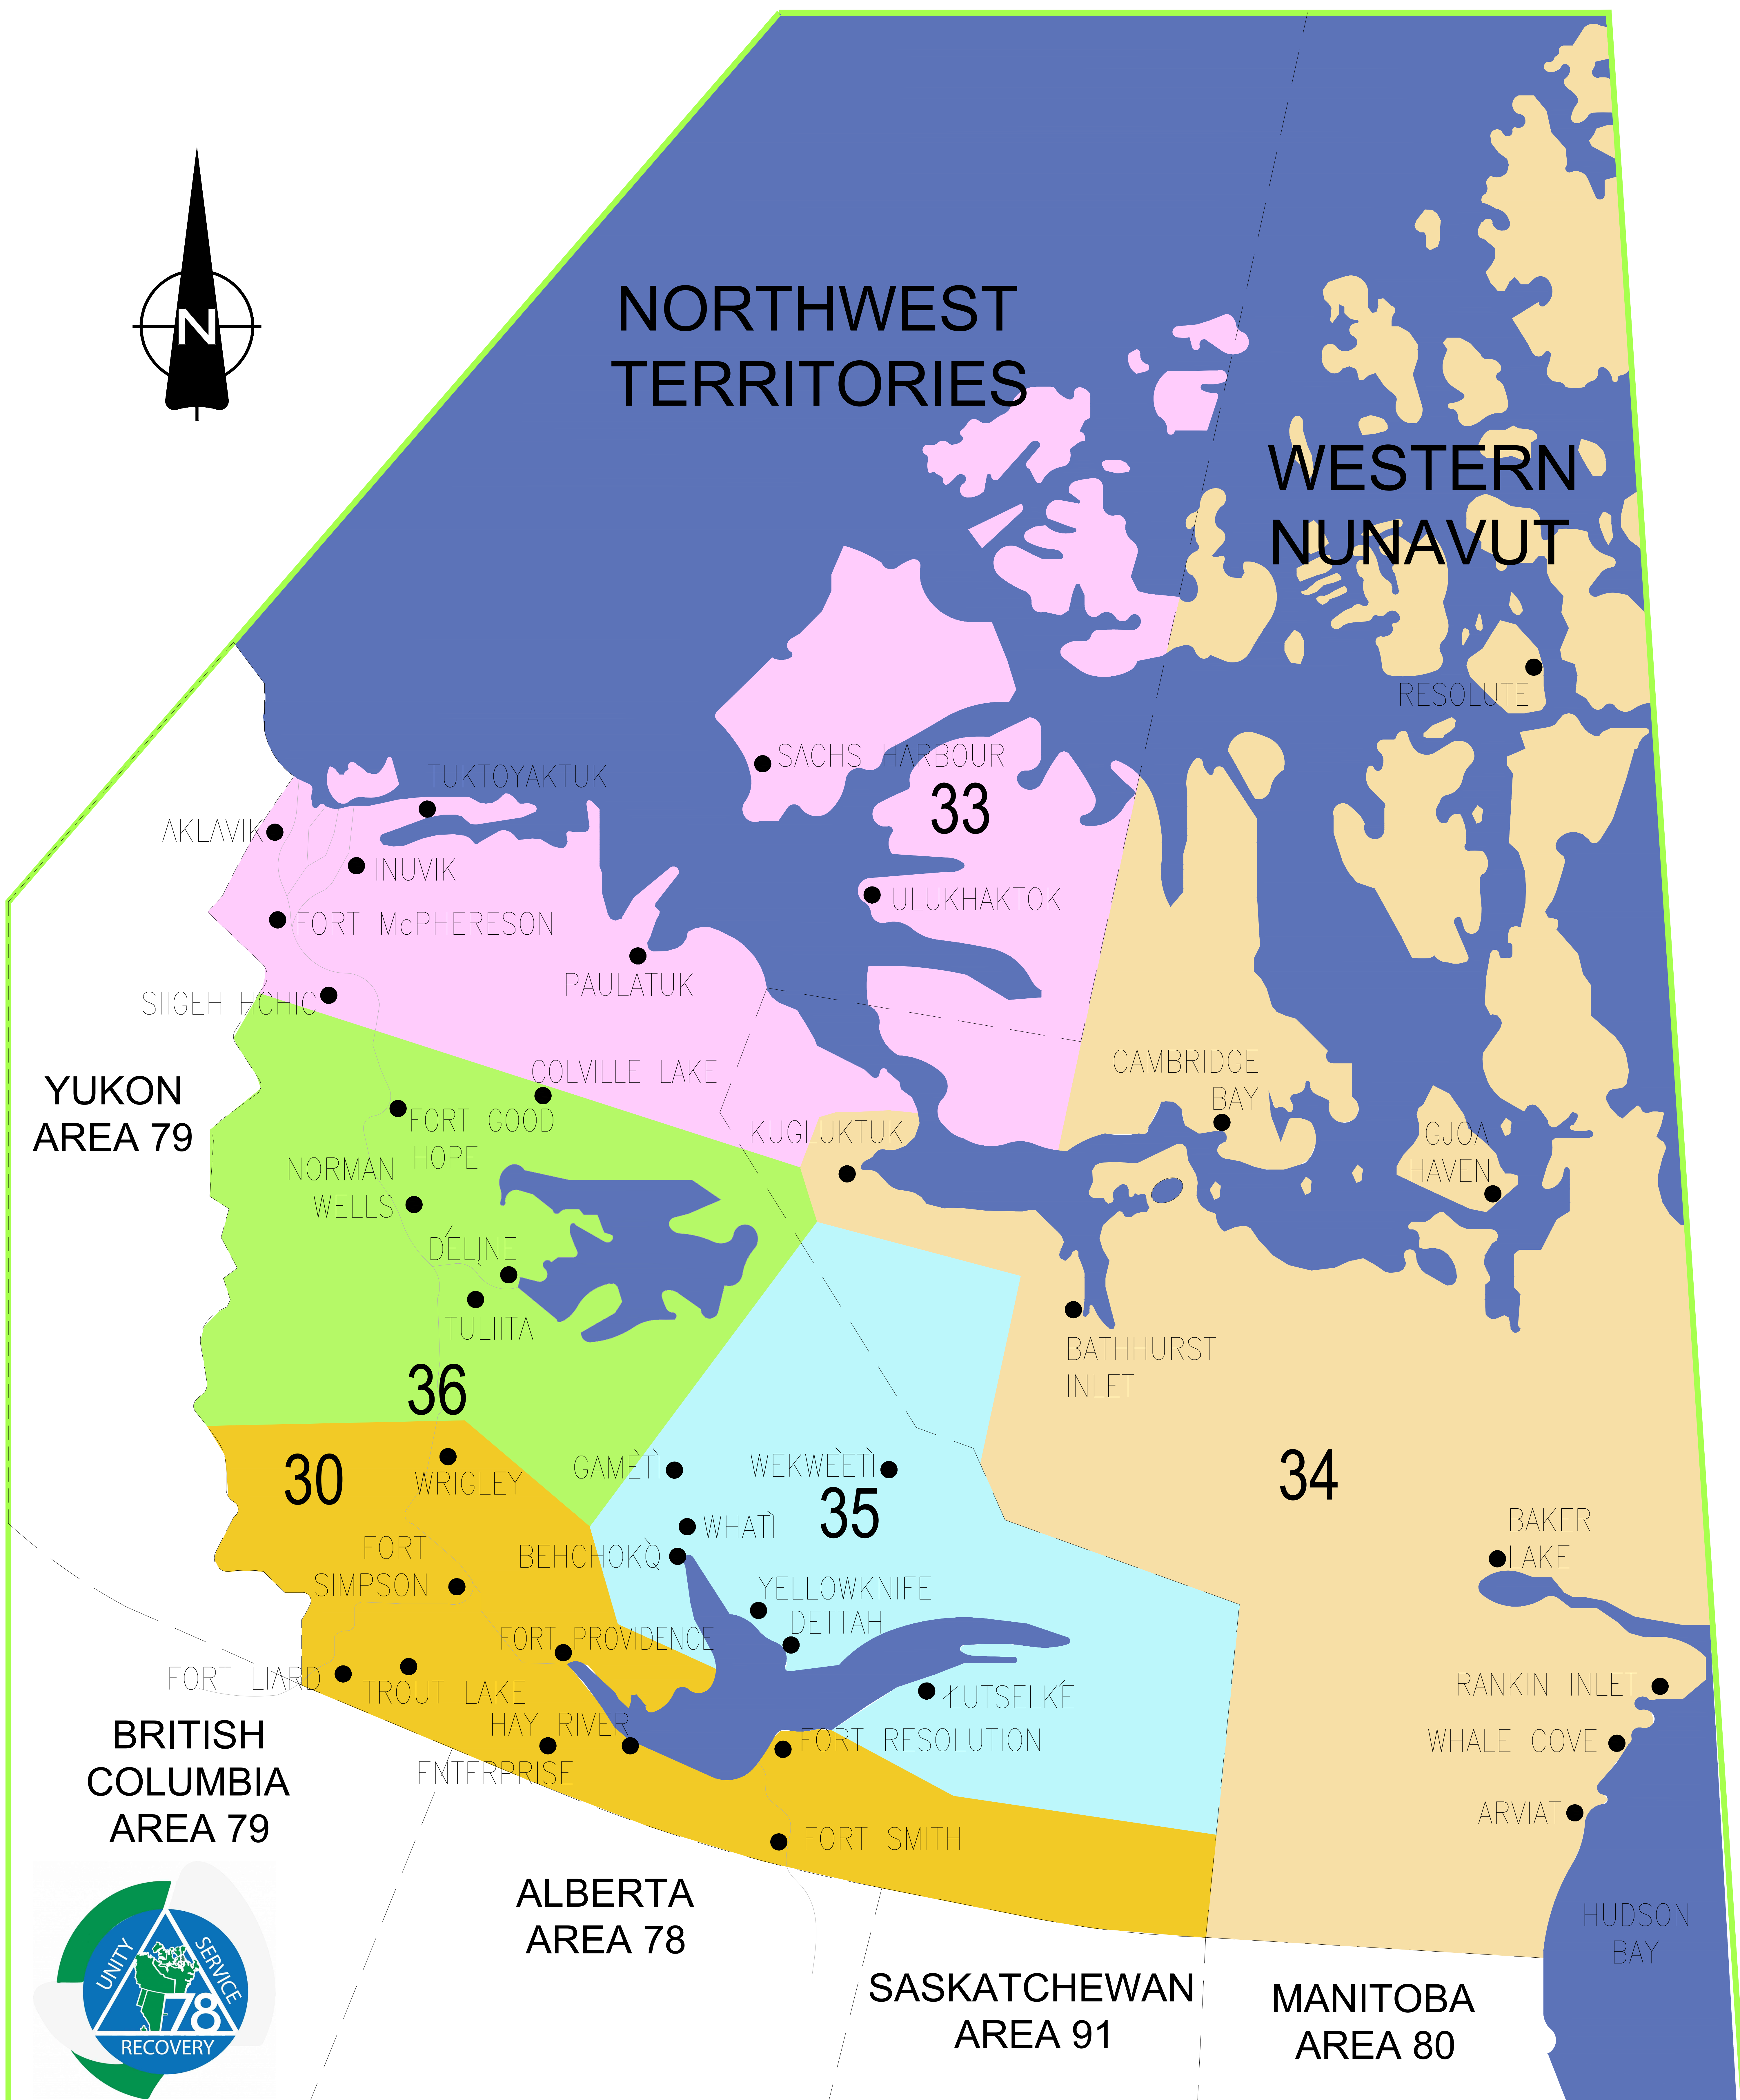 N
NORTHWEST
TERRITORIES
WESTERN
NUNAVUT
RESOLUTE
SACHS HARBOUR
33
TUKTOYAKTUK
AKLAVIK
INUVIK
ULUKHAKTOK
FORT McPHERESON
PAULATUK
TSIIGEHTHCHIC
COLVILLE LAKE
CAMBRIDGE
BAY
YUKON
AREA 79
FORT GOOD
HOPE
KUGLUKTUK
GJOA
HAVEN
NORMAN
WELLS
DÉLĮNE
TULIITA
BATHHURST
INLET
36
30
WRIGLEY
GAMÈTÌ
WEKWEÈTÌ
35
34
WHATÌ
BEHCHOKǪ̀
BAKER
LAKE
FORT
SIMPSON
YELLOWKNIFE
DETTAH
FORT PROVIDENCE
FORT LIARD
TROUT LAKE
ŁUTSELKÉ
RANKIN INLET
HAY RIVER
ENTERPRISE
FORT RESOLUTION
WHALE COVE
ARVIAT
FORT SMITH
BRITISH
COLUMBIA
AREA 79
ALBERTA
AREA 78
HUDSON
BAY
SASKATCHEWAN
AREA 91
MANITOBA
AREA 80
UNITY
SERVICE
78
RECOVERY